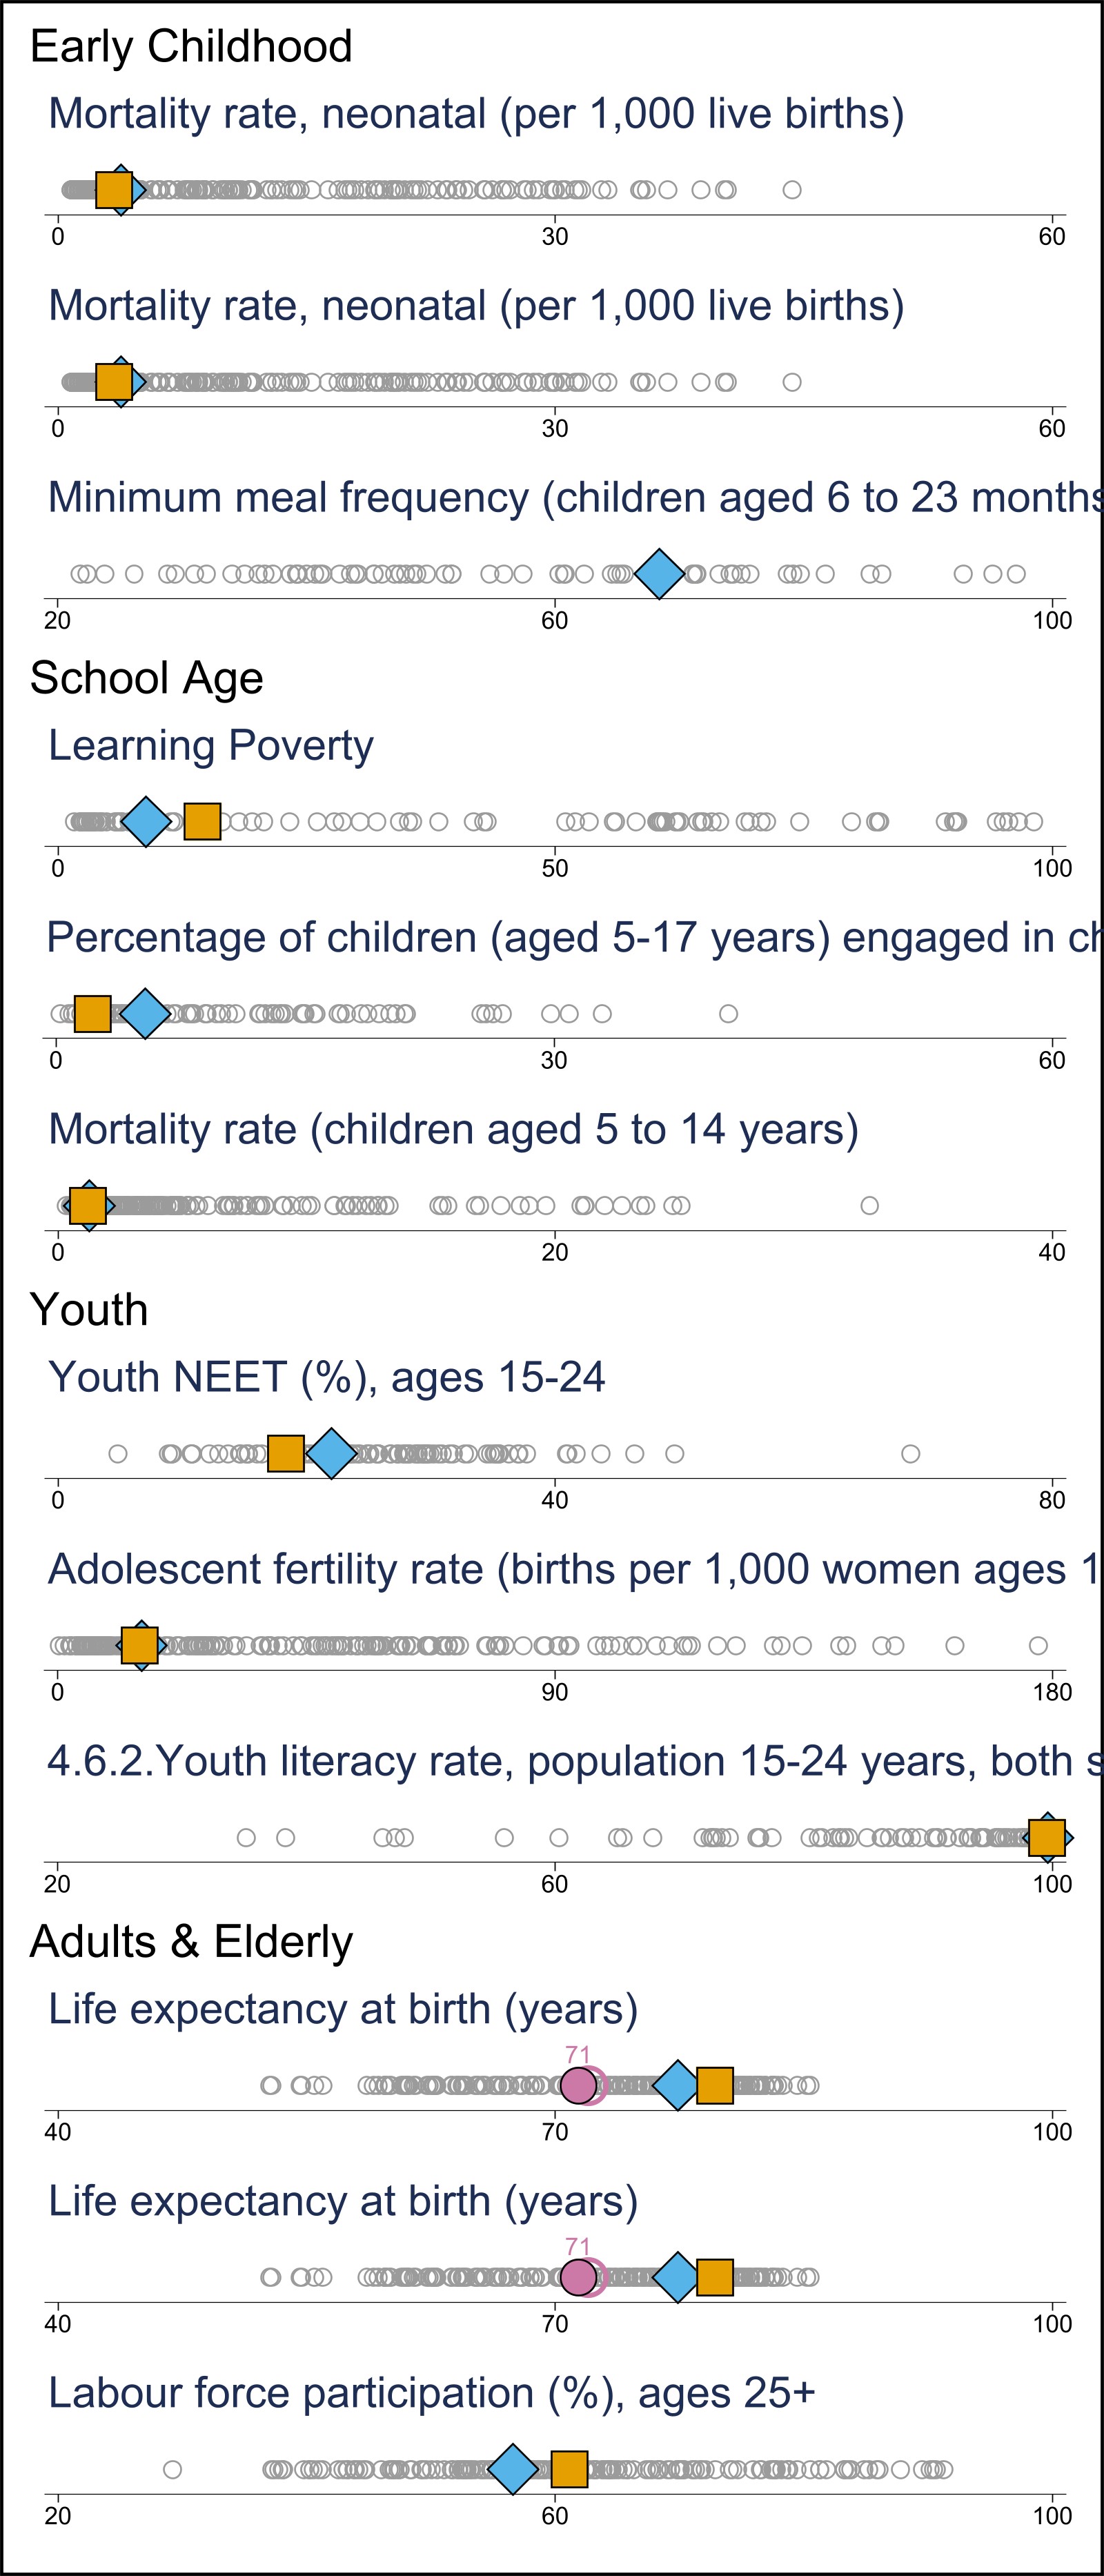 Early Childhood
Mortality rate, neonatal (per 1,000 live births)
0 30 60
Mortality rate, neonatal (per 1,000 live births)
0 30 60
Minimum meal frequency (children aged 6 to 23 months
20 60 100
School Age
Learning Poverty
0 50 100
Percentage of children (aged 5-17 years) engaged in ch
0 30 60
Mortality rate (children aged 5 to 14 years)
0 20 40
Youth
Youth NEET (%), ages 15-24
0 40 80
Adolescent fertility rate (births per 1,000 women ages 1
0 90 180
4.6.2.Youth literacy rate, population 15-24 years, both s
20 60 100
Adults & Elderly
Life expectancy at birth (years)
71
40 70 100
Life expectancy at birth (years)
71
40 70 100
Labour force participation (%), ages 25+
20 60 100